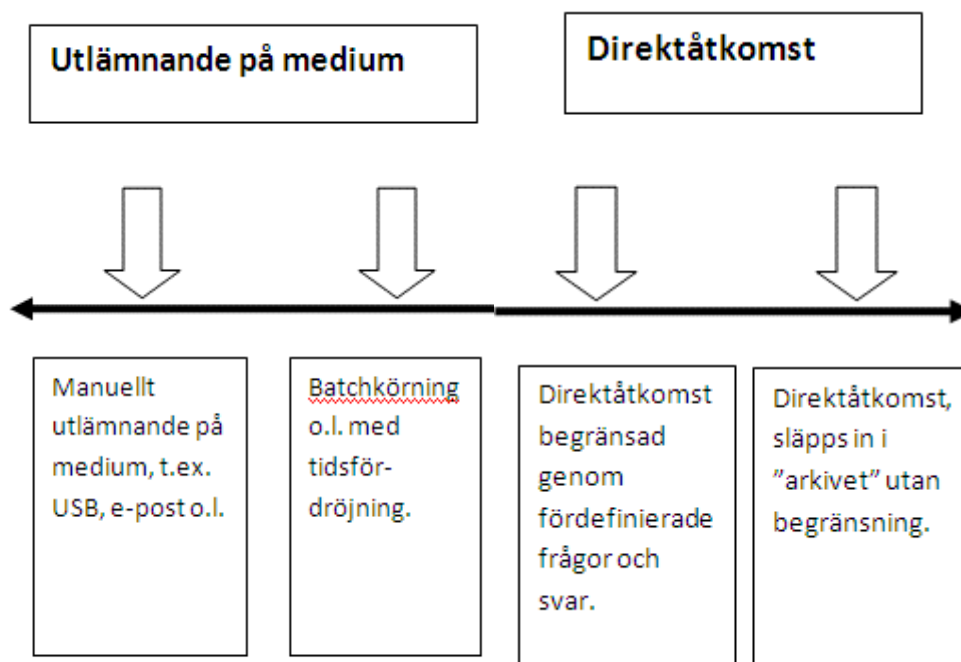 Utlämnande på medium
Direktåtkomst
Manuellt
utlämnande på
medium, t.ex.
USB, e-post o.l.
Batchkörning
o.l. med
tidsför-
dröjning.
Direktåtkomst
begränsad
genom
fördefinierade
frågor och
svar.
Direktåtkomst,
släpps in i
”arkivet” utan
begränsning.